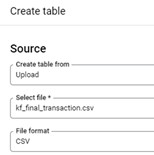 Create table
Source
Create table from
Upload
Select file *
kf_final_transaction.csv
File format
CSV